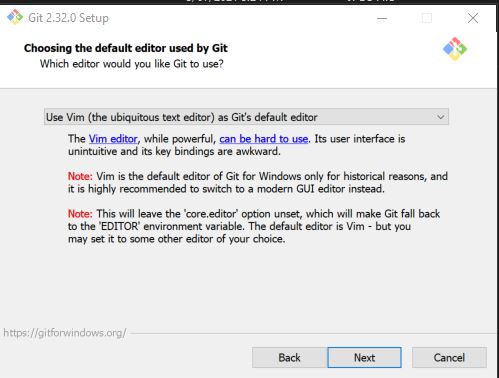 Git 2.32.0 Setup
Choosing the default editor used by Git
Which editor would you like Git to use?
Use Vim (the ubiquitous text editor) as Git's default editor
The Vim editor, while powerful, can be hard to use. Its user interface is
unintuitive and its key bindings are awkward.
Note: Vim is the default editor of Git for Windows only for historical reasons, and
it is highly recommended to switch to a modern GUI editor instead.
Note: This will leave the 'core.editor' option unset, which will make Git fall back
to the 'EDITOR' environment variable. The default editor is Vim - but you
may set it to some other editor of your choice.
https://gitforwindows.org/
Back Next Cancel